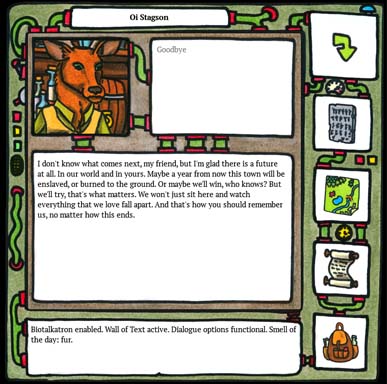 Oi Stagson
Goodbye
I don't know what comes next, my friend, but I'm glad there is a future
at all. In our world and in yours. Maybe a year from now this town will be
enslaved, or burned to the ground. Or maybe we'll win, who knows? But
we'll try, that's what matters. We won't just sit here and watch
everything that we love fall apart. And that's how you should remember
us, no matter how this ends.
Biotalkatron enabled. Wall of Text active. Dialogue options functional. Smell of
the day: fur.